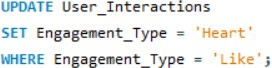 UPDATE User_Interactions
SET Engagement_Type = 'Heart'
WHERE Engagement_Type = 'Like';